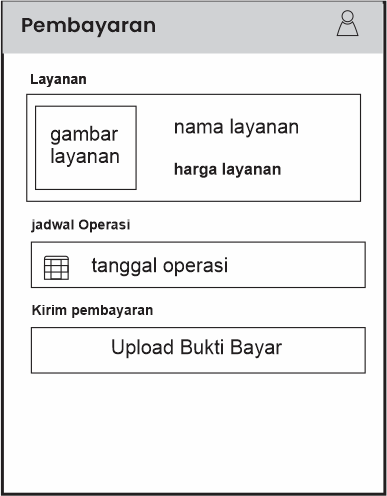 Pembayaran
Layanan
gambar
layanan
nama layanan
harga layanan
jadwal Operasi
tanggal operasi
Kirim pembayaran
Upload Bukti Bayar